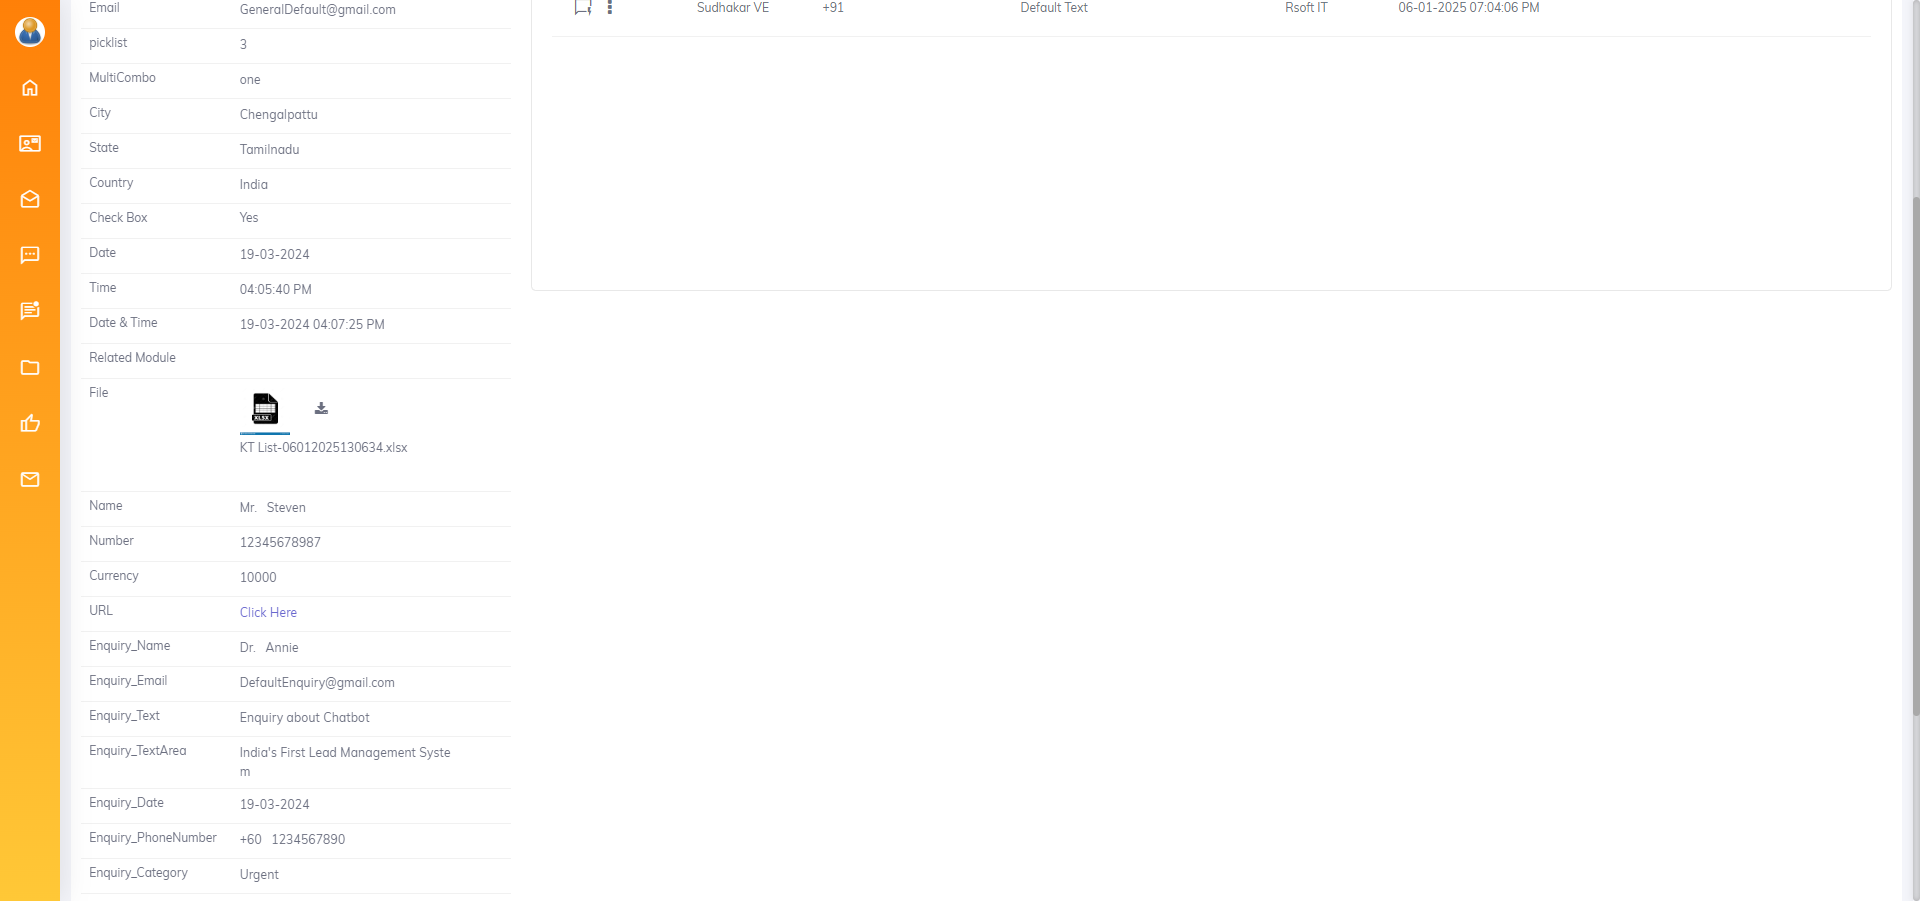 Email GeneralDefault@gmail.com
Sudhakar VE +91 Default Text Rsoft IT 06-01-2025 07:04:06 PM
picklist 3
MultiCombo one
City Chengalpattu
State Tamilnadu
Country India
Check Box Yes
Date 19-03-2024
Time 04:05:40 PM
Date & Time 19-03-2024 04:07:25 PM
Related Module
File
XLSX
KT List-06012025130634.xlsx
Name Mr. Steven
Number 12345678987
Currency 10000
URL Click Here
Enquiry_Name Dr. Annie
Enquiry_Email DefaultEnquiry@gmail.com
Enquiry_Text Enquiry about Chatbot
Enquiry_TextArea India's First Lead Management Syste
m
Enquiry_Date 19-03-2024
Enquiry_PhoneNumber +60 1234567890
Enquiry_Category Urgent